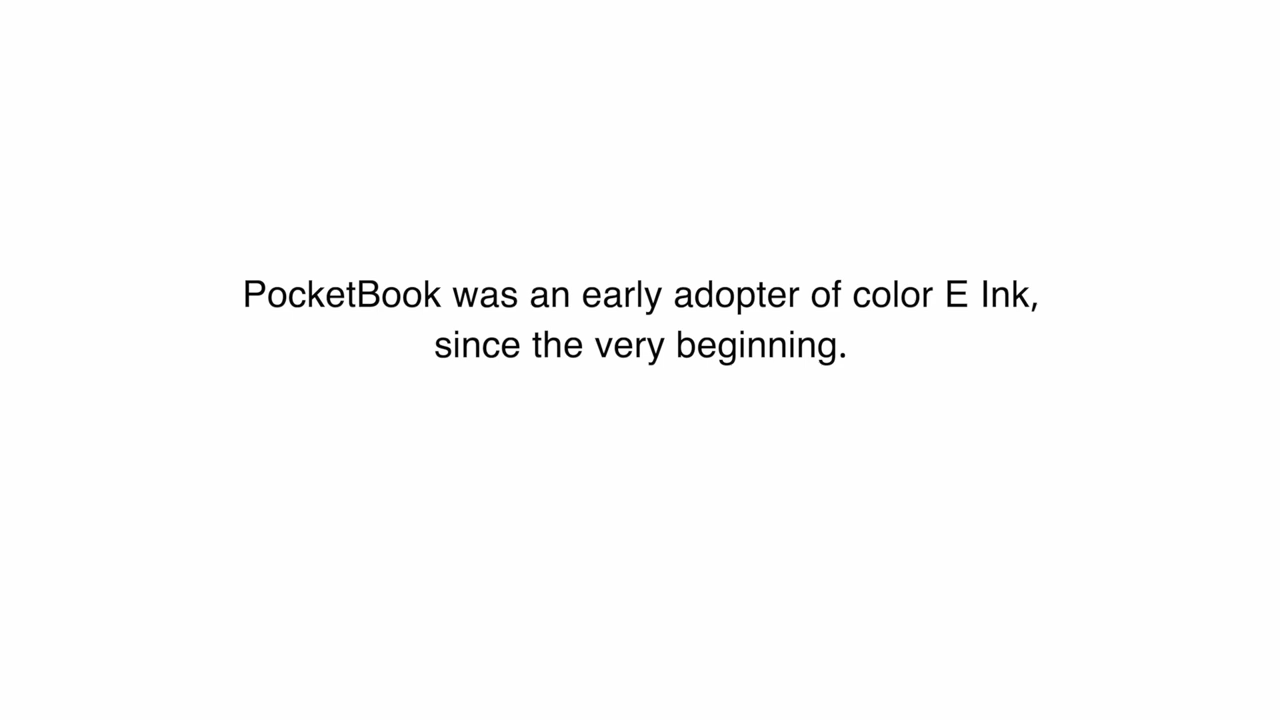 PocketBook was an early adopter of color E Ink,
since the very beginning.